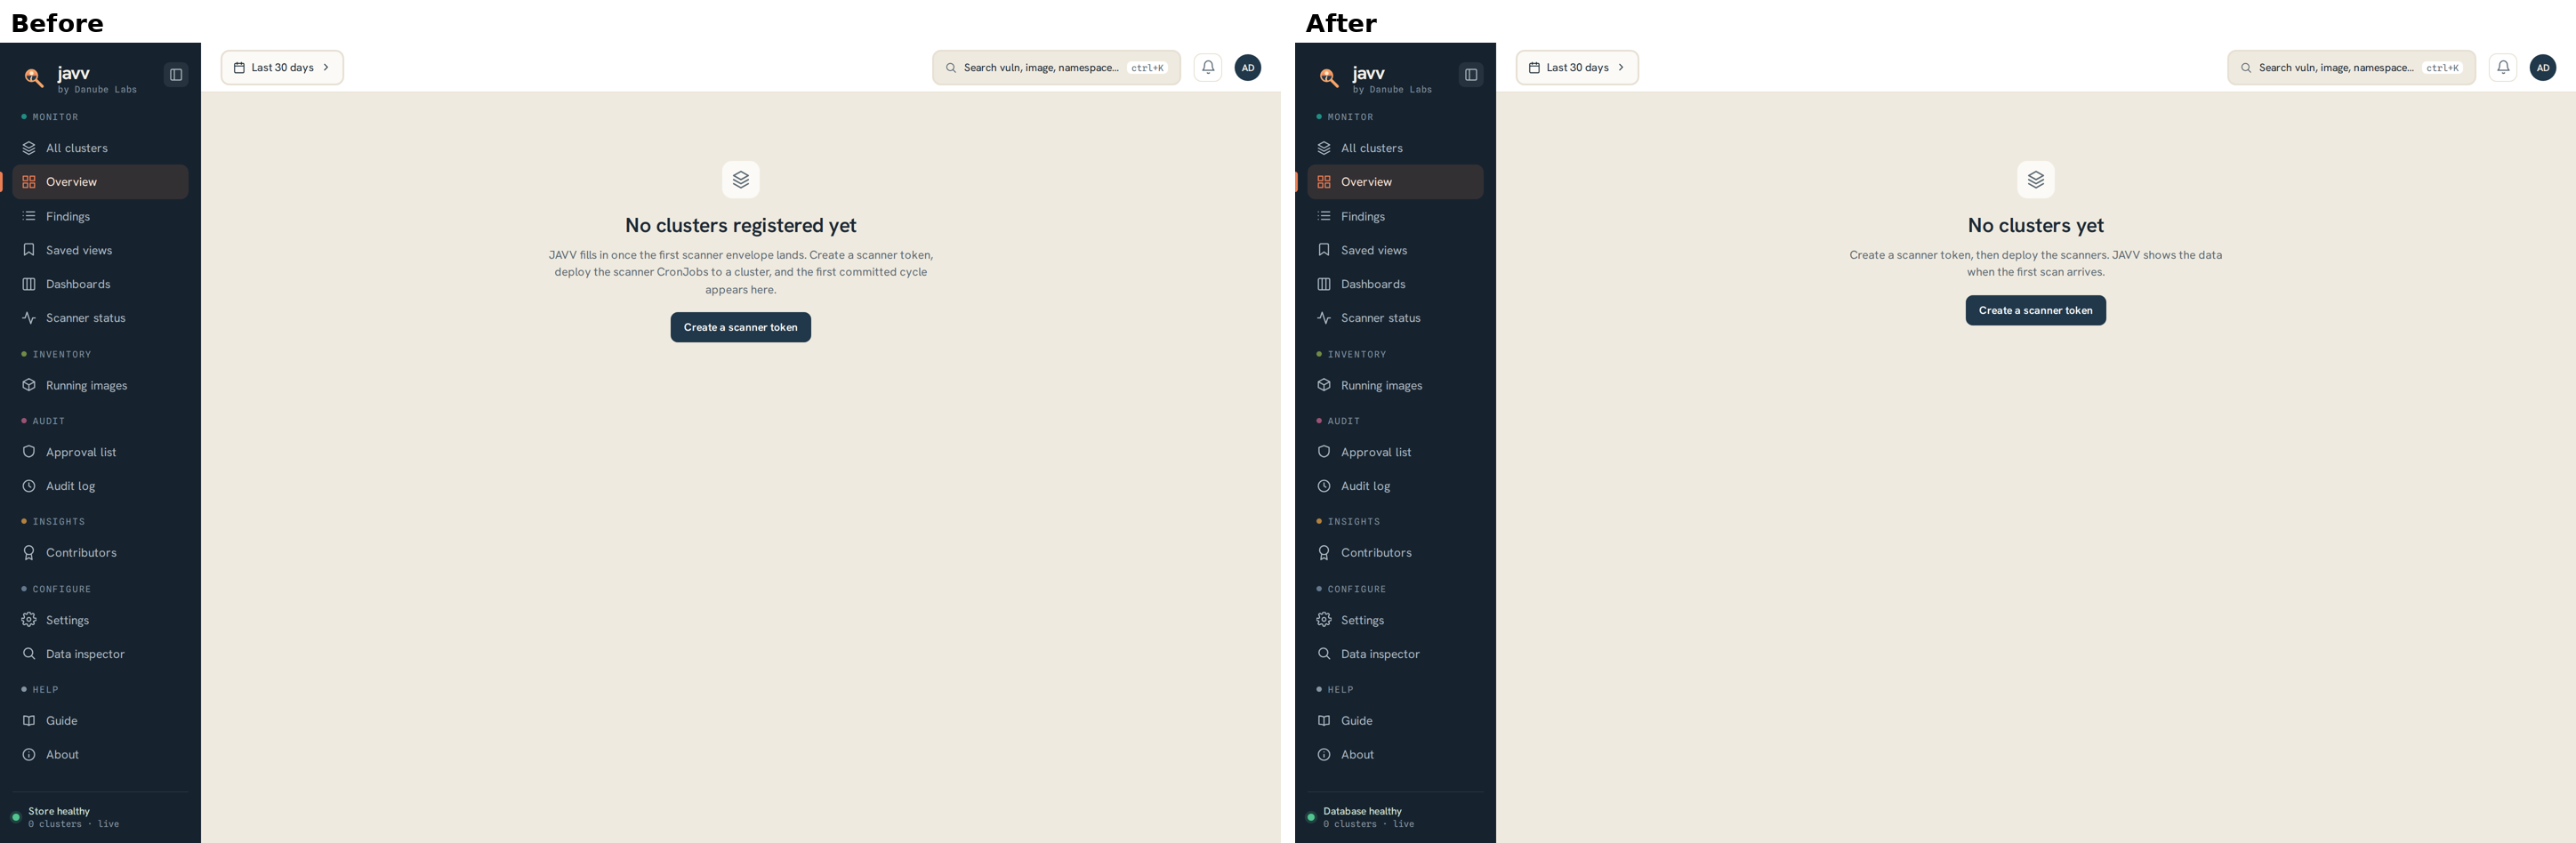 Before
javv
by Danube Labs
MONITOR
All clusters
Overview
Findings
Saved views
Dashboards
Scanner status
INVENTORY
Running images
AUDIT
Approval list
Audit log
INSIGHTS
Contributors
CONFIGURE
Settings
Data inspector
HELP
Guide
About
Store healthy
0 clusters · live
Last 30 days
Search vuln, image, namespace...
ctrl+K
AD
No clusters registered yet
JAVV fills in once the first scanner envelope lands. Create a scanner token,
deploy the scanner CronJobs to a cluster, and the first committed cycle
appears here.
Create a scanner token
After
javv
by Danube Labs
MONITOR
All clusters
Overview
Findings
Saved views
Dashboards
Scanner status
INVENTORY
Running images
AUDIT
Approval list
Audit log
INSIGHTS
Contributors
CONFIGURE
Settings
Data inspector
HELP
Guide
About
Database healthy
0 clusters · live
Last 30 days
Search vuln, image, namespace...
ctrl+K
AD
No clusters yet
Create a scanner token, then deploy the scanners. JAVV shows the data
when the first scan arrives.
Create a scanner token